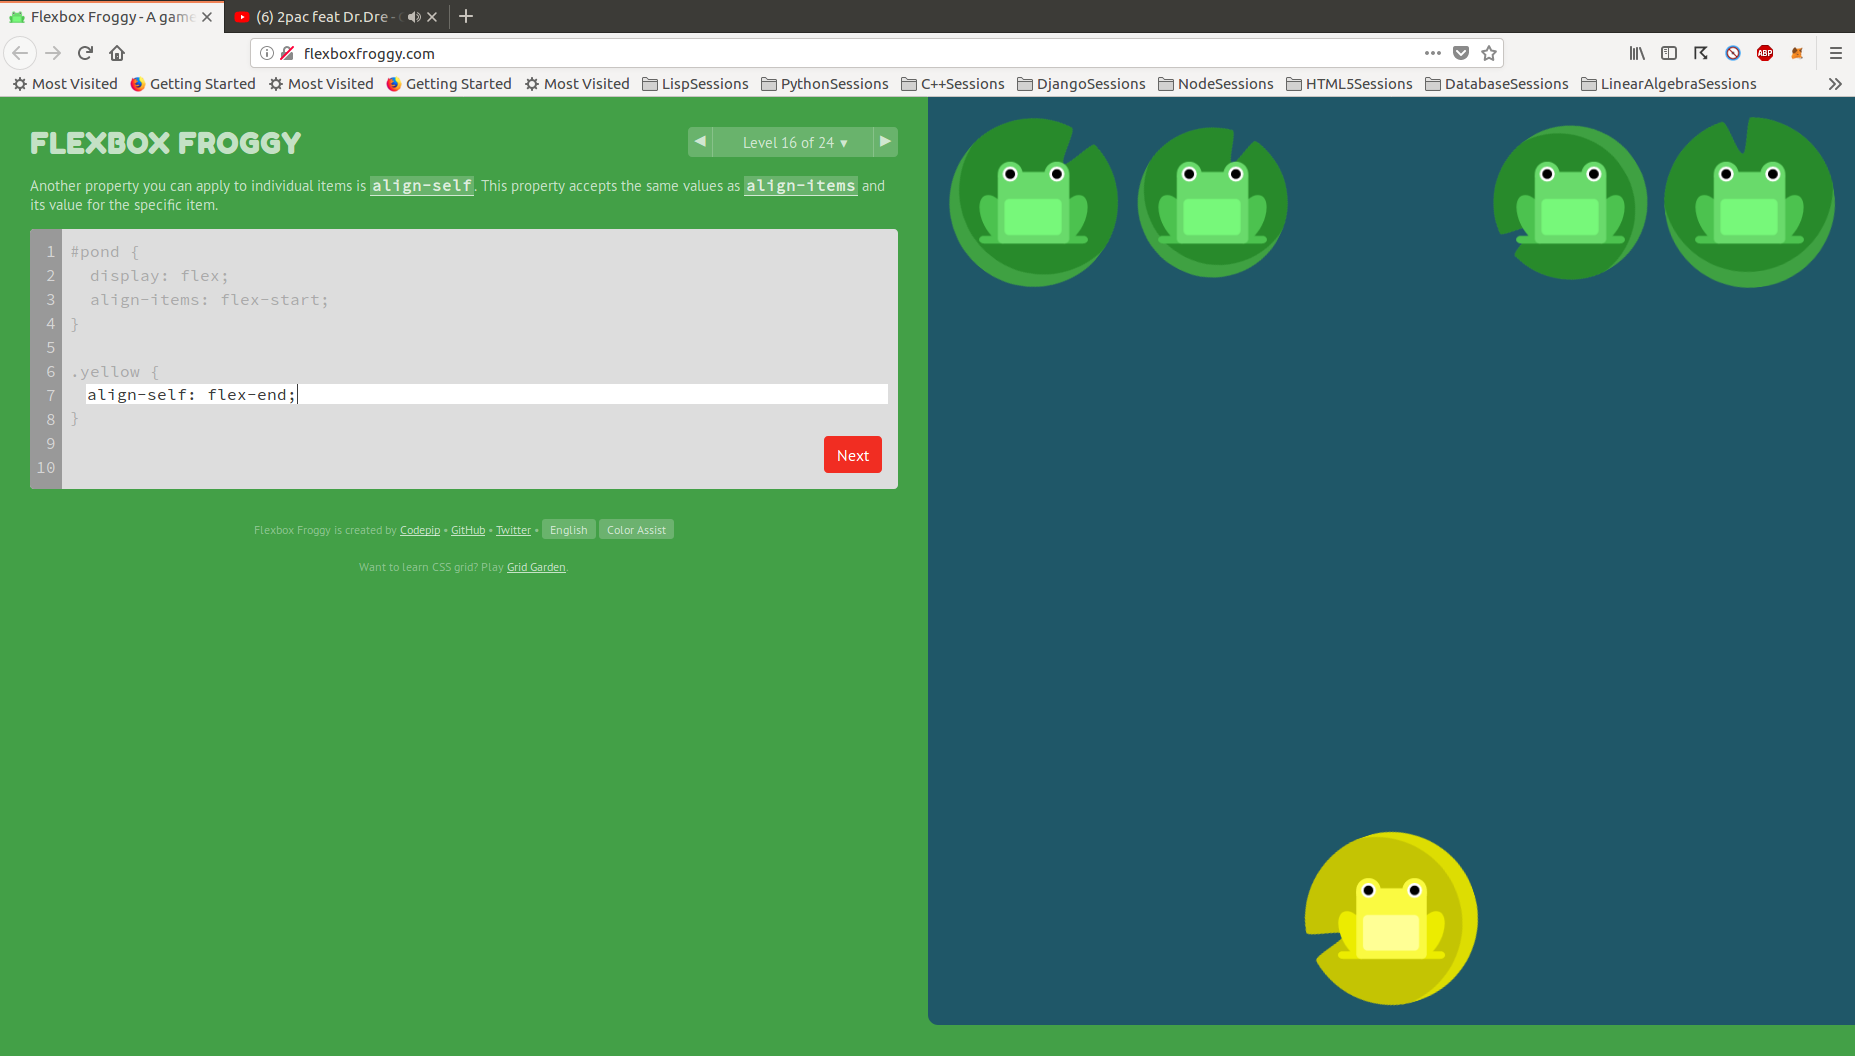 Flexbox Froggy - A game
(6) 2pac feat Dr.Dre -
flexboxfroggy.com
ABP
Most Visited Getting Started Most Visited Getting Started Most Visited LispSessions PythonSessions C++Sessions DjangoSessions NodeSessions HTML5Sessions DatabaseSessions LinearAlgebraSessions
FLEXBOX FROGGY
Level 16 of 24
Another property you can apply to individual items is align-self. This property accepts the same values as align-items and
its value for the specific item.
1 #pond {
2 display: flex;
3 align-items: flex-start;
4 }
5
6 .yellow {
7 align-self: flex-end;
8 }
9
10
Next
Flexbox Froggy is created by Codepip • GitHub • Twitter • English Color Assist
Want to learn CSS grid? Play Grid Garden.